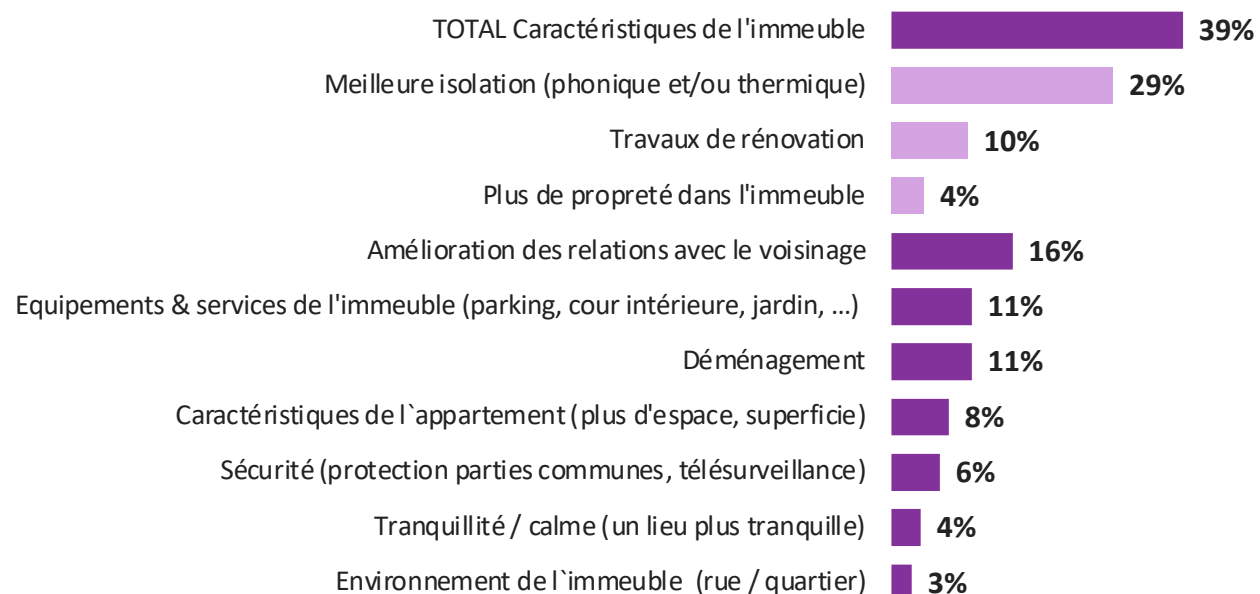 TOTAL Caractéristiques de l'immeuble 39%
Meilleure isolation (phonique et/ou thermique) 29%
Travaux de rénovation 10%
Plus de propreté dans l'immeuble 4%
Amélioration des relations avec le voisinage 16%
Equipements & services de l'immeuble (parking, cour intérieure, jardin, ...) 11%
Déménagement 11%
Caractéristiques de l`appartement (plus d'espace, superficie) 8%
Sécurité (protection parties communes, télésurveillance) 6%
Tranquillité / calme (un lieu plus tranquille) 4%
Environnement de l`immeuble (rue / quartier) 3%